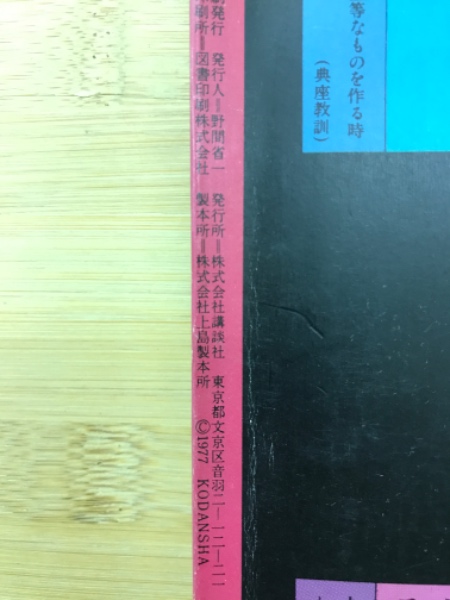 等なものを作る時
(典座教訓)
刷発行 発行人=野間省一 発行所=株式会社講談社 東京都文京区音羽二—一二—二一
刷所=図書印刷株式会社 製本所=株式会社上島製本所 ©1977 KODANSHA